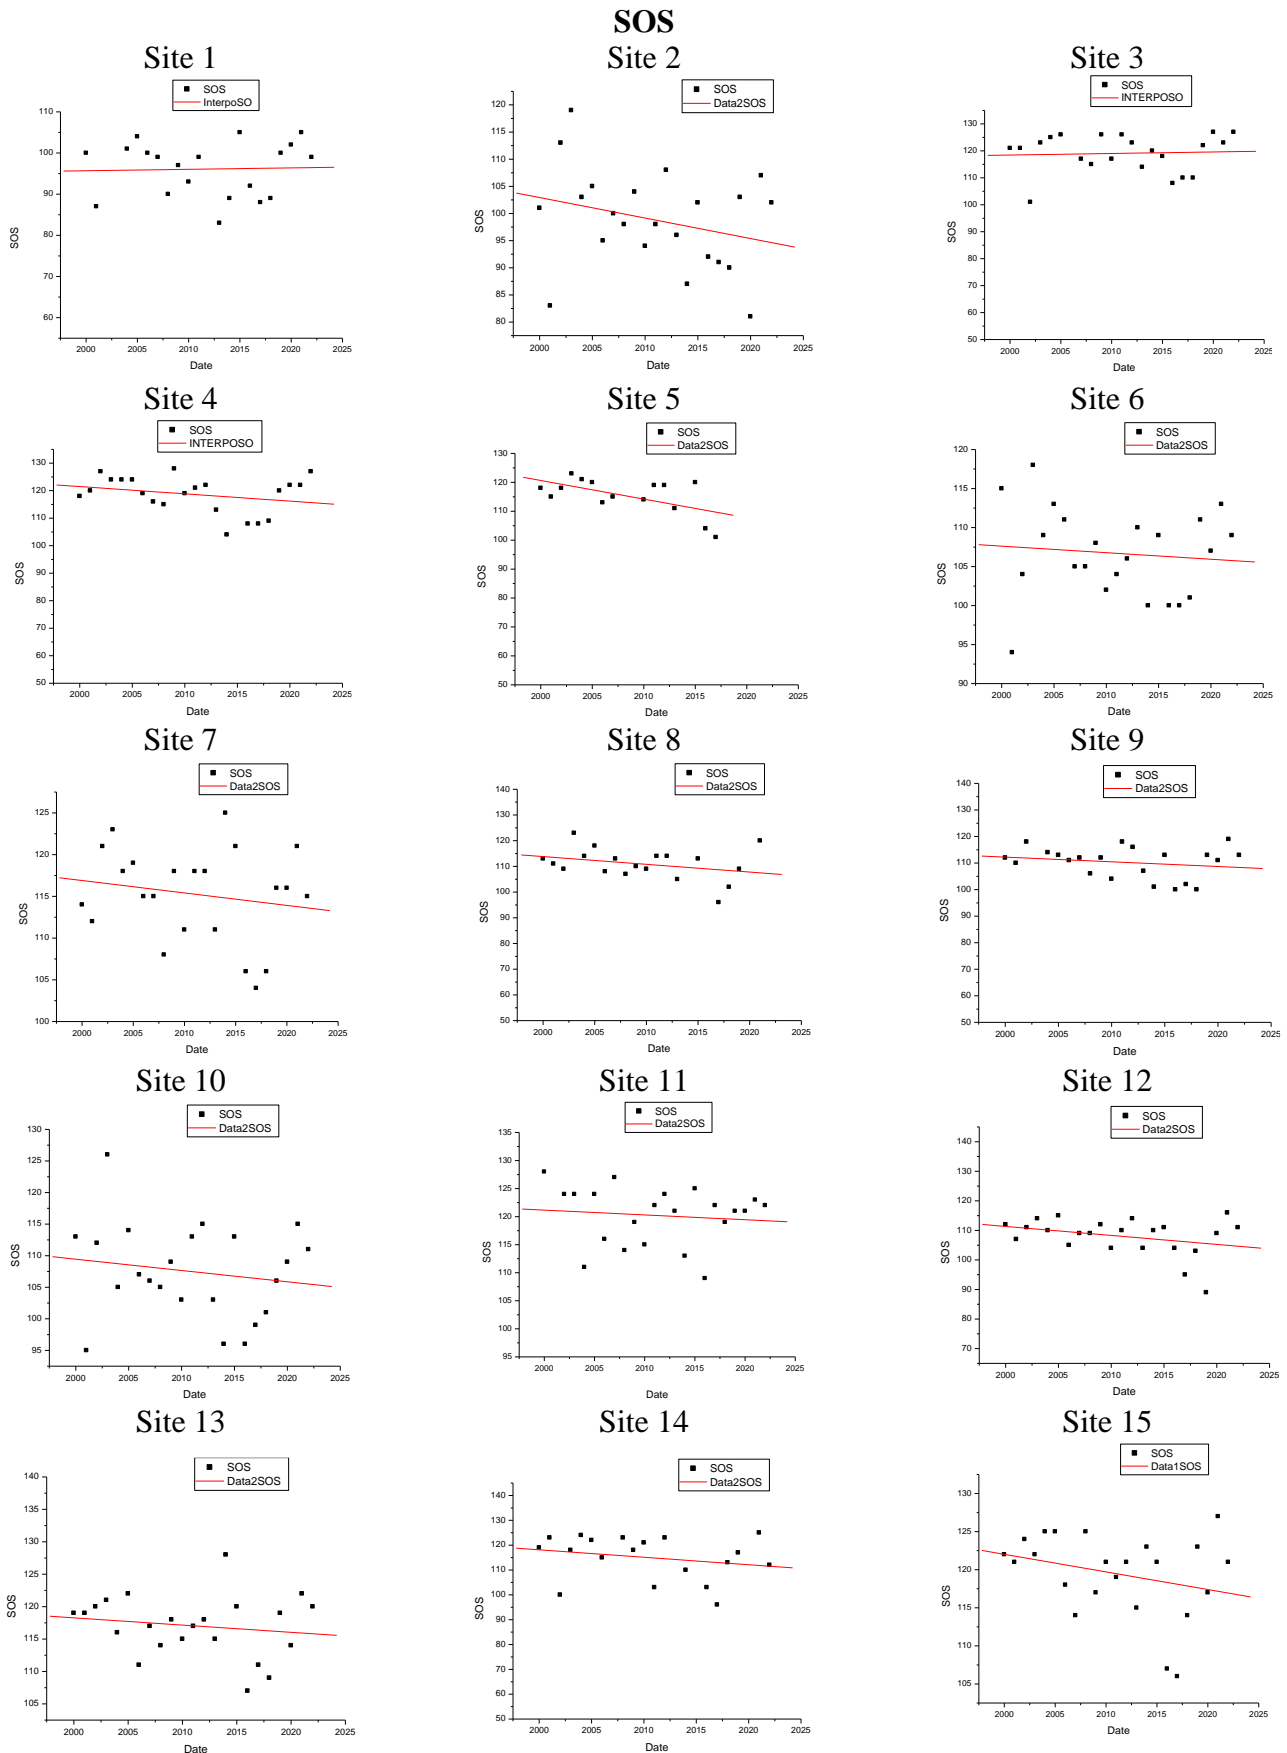 SOS
Site 1
SOS
InterpoSO
110
100
90
80
70
60
SOS
2000
2005
2010
2015
2020
2025
Date
Site 2
SOS
Data2SOS
120
115
110
105
100
95
90
85
80
SOS
2000
2005
2010
2015
2020
2025
Date
Site 3
SOS
INTERPOSO
130
120
110
100
90
80
70
60
50
SOS
2000
2005
2010
2015
2020
2025
Date
Site 4
SOS
INTERPOSO
130
120
110
100
90
80
70
60
50
SOS
2000
2005
2010
2015
2020
2025
Date
Site 5
SOS
Data2SOS
130
120
110
100
90
80
70
60
50
SOS
2000
2005
2010
2015
2020
2025
Date
Site 6
SOS
Data2SOS
120
115
110
105
100
95
90
SOS
2000
2005
2010
2015
2020
2025
Date
Site 7
SOS
Data2SOS
125
120
115
110
105
100
SOS
2000
2005
2010
2015
2020
2025
Date
Site 8
SOS
Data2SOS
140
130
120
110
100
90
80
70
60
50
SOS
2000
2005
2010
2015
2020
2025
Date
Site 9
SOS
Data2SOS
140
130
120
110
100
90
80
70
60
50
SOS
2000
2005
2010
2015
2020
2025
Date
Site 10
SOS
Data2SOS
130
125
120
115
110
105
100
95
SOS
2000
2005
2010
2015
2020
2025
Date
Site 11
SOS
Data2SOS
135
130
125
120
115
110
105
100
95
SOS
2000
2005
2010
2015
2020
2025
Date
Site 12
SOS
Data2SOS
140
130
120
110
100
90
80
70
SOS
2000
2005
2010
2015
2020
2025
Date
Site 13
SOS
Data2SOS
140
135
130
125
120
115
110
105
SOS
2000
2005
2010
2015
2020
2025
Date
Site 14
SOS
Data2SOS
140
130
120
110
100
90
80
70
60
50
SOS
2000
2005
2010
2015
2020
2025
Date
Site 15
SOS
Data1SOS
130
125
120
115
110
105
SOS
2000
2005
2010
2015
2020
2025
Date